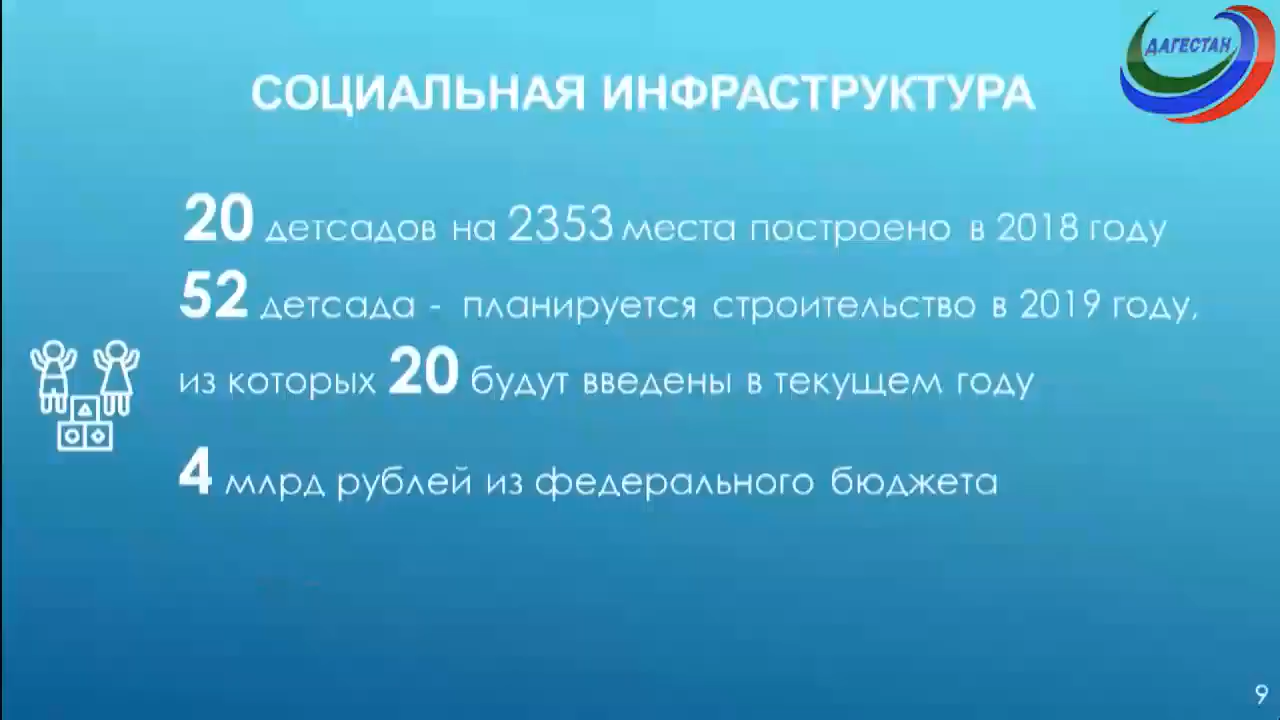 ДАГЕСТАН
СОЦИАЛЬНАЯ ИНФРАСТРУКТУРА
20 детсадов на 2353 места построено в 2018 году
52 детсада - планируется строительство в 2019 году,
из которых 20 будут введены в текущем году
4 млрд рублей из федерального бюджета
9